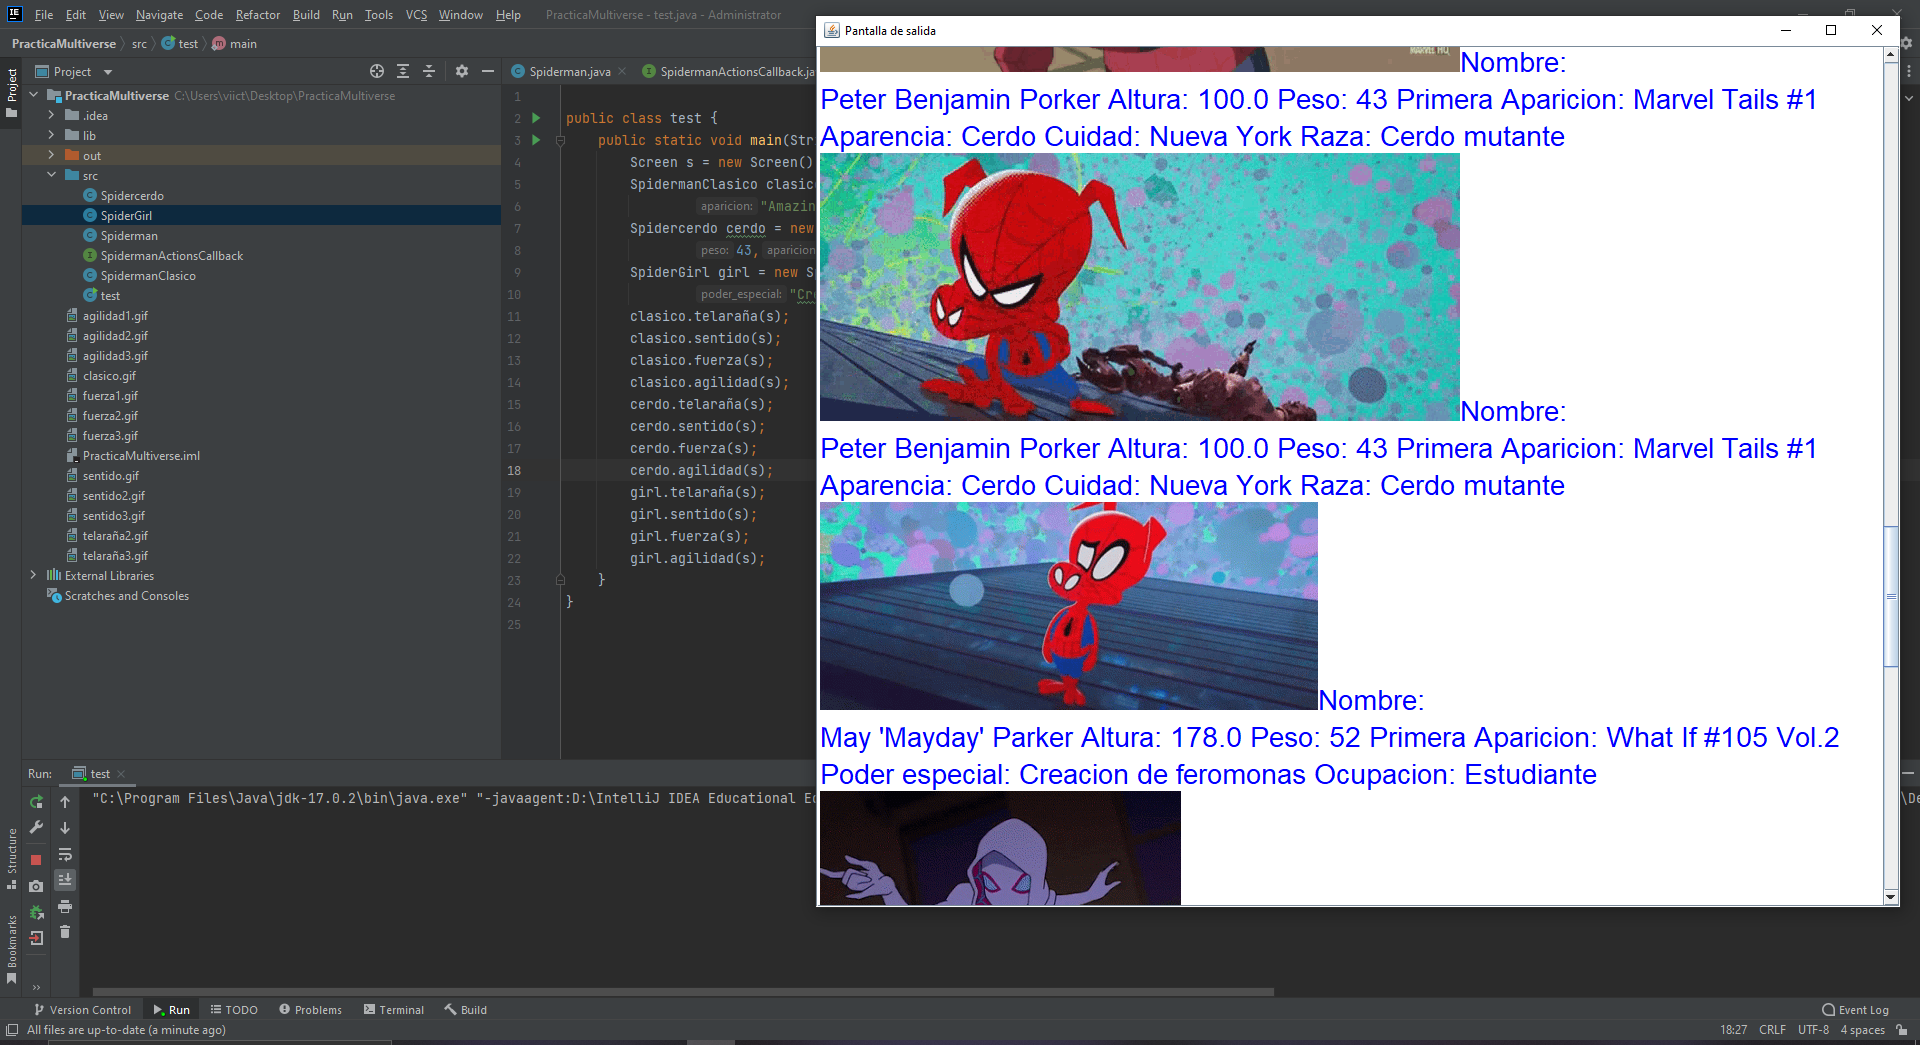 IE File Edit View Navigate Code Refactor Build Run Tools VCS Window Help PracticaMultiverse - test.java - Administrator
PracticaMultiverse src test main
Project
Project
PracticaMultiverse C:\Users\viict\Desktop\PracticaMultiverse
.idea
lib
out
src
Spidercerdo
SpiderGirl
Spiderman
SpidermanActionsCallback
SpidermanClasico
test
agilidad1.gif
agilidad2.gif
agilidad3.gif
clasico.gif
fuerza1.gif
fuerza2.gif
fuerza3.gif
PracticaMultiverse.iml
sentido.gif
sentido2.gif
sentido3.gif
telaraña2.gif
telaraña3.gif
External Libraries
Scratches and Consoles
Spiderman.java SpidermanActionsCallback.ja
1
2 public class test {
3 public static void main(Str
4 Screen s = new Screen()
5 SpidermanClasico clasico
6 aparicion: "Amazin
7 Spidercerdo cerdo = new
8 peso: 43, aparicion
9 SpiderGirl girl = new S
10 poder_especial: "Cre
11 clasico.telaraña(s);
12 clasico.sentido(s);
13 clasico.fuerza(s);
14 clasico.agilidad(s);
15 cerdo.telaraña(s);
16 cerdo.sentido(s);
17 cerdo.fuerza(s);
18 cerdo.agilidad(s);
19 girl.telaraña(s);
20 girl.sentido(s);
21 girl.fuerza(s);
22 girl.agilidad(s);
23 }
24 }
25
Pantalla de salida
MARVEL HQ
Nombre:
Peter Benjamin Porker Altura: 100.0 Peso: 43 Primera Aparicion: Marvel Tails #1
Aparencia: Cerdo Cuidad: Nueva York Raza: Cerdo mutante
Nombre:
Peter Benjamin Porker Altura: 100.0 Peso: 43 Primera Aparicion: Marvel Tails #1
Aparencia: Cerdo Cuidad: Nueva York Raza: Cerdo mutante
Nombre:
May 'Mayday' Parker Altura: 178.0 Peso: 52 Primera Aparicion: What If #105 Vol.2
Poder especial: Creacion de feromonas Ocupacion: Estudiante
Run: test
"C:\Program Files\Java\jdk-17.0.2\bin\java.exe" "-javaagent:D:\IntelliJ IDEA Educational Ed
\De
Structure
Bookmarks
Version Control Run TODO Problems Terminal Build Event Log
All files are up-to-date (a minute ago) 18:27 CRLF UTF-8 4 spaces